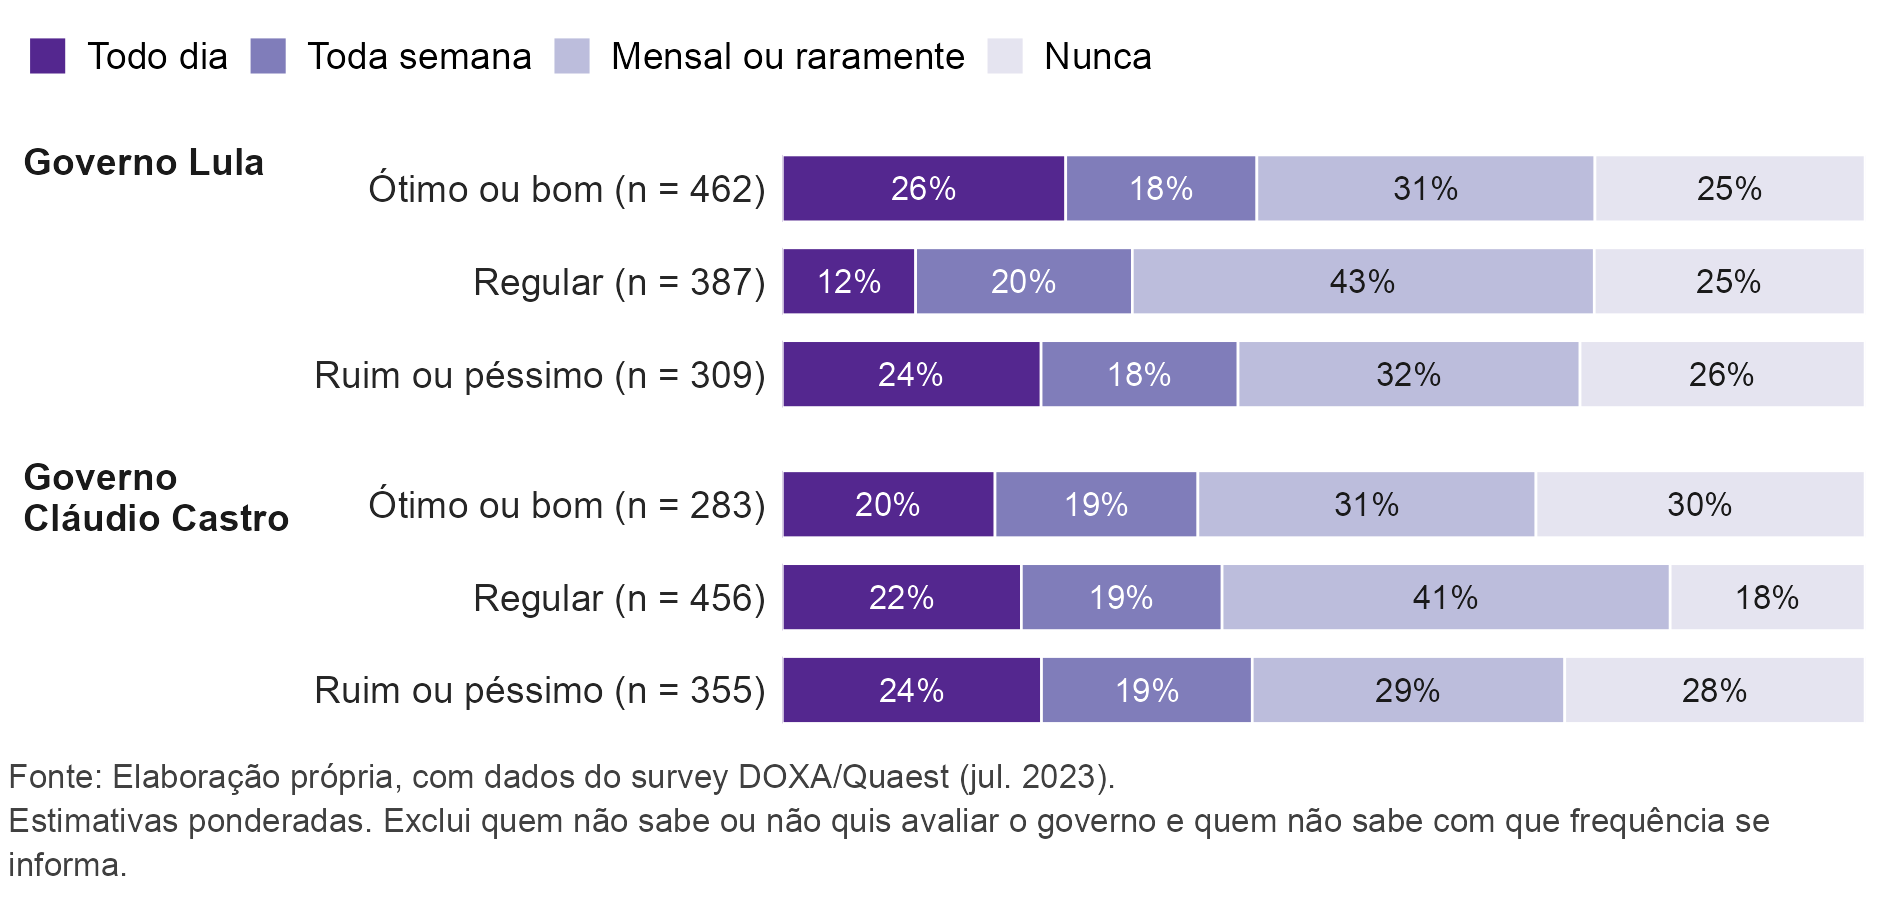 Todo dia Toda semana Mensal ou raramente Nunca
Governo Lula
Ótimo ou bom (n = 462) 26% 18% 31% 25%
Regular (n = 387) 12% 20% 43% 25%
Ruim ou péssimo (n = 309) 24% 18% 32% 26%
Governo
Cláudio Castro
Ótimo ou bom (n = 283) 20% 19% 31% 30%
Regular (n = 456) 22% 19% 41% 18%
Ruim ou péssimo (n = 355) 24% 19% 29% 28%
Fonte: Elaboração própria, com dados do survey DOXA/Quaest (jul. 2023).
Estimativas ponderadas. Exclui quem não sabe ou não quis avaliar o governo e quem não sabe com que frequência se
informa.